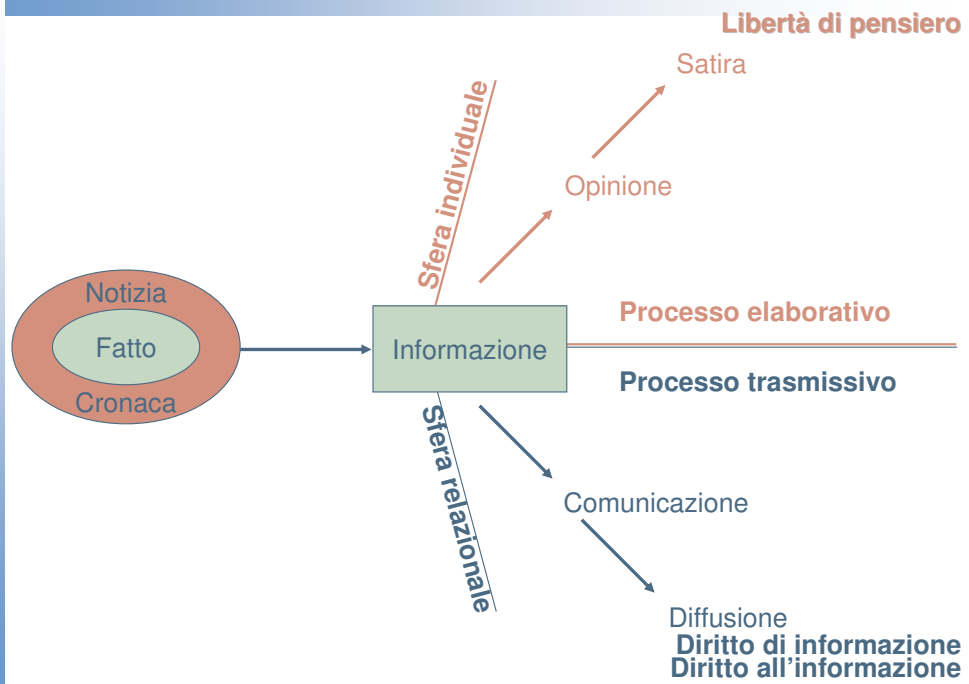 Libertà di pensiero
Satira
Sfera individuale
Opinione
Notizia
Fatto
Cronaca
Informazione
Processo elaborativo
Processo trasmissivo
Sfera relazionale
Comunicazione
Diffusione
Diritto di informazione
Diritto all'informazione